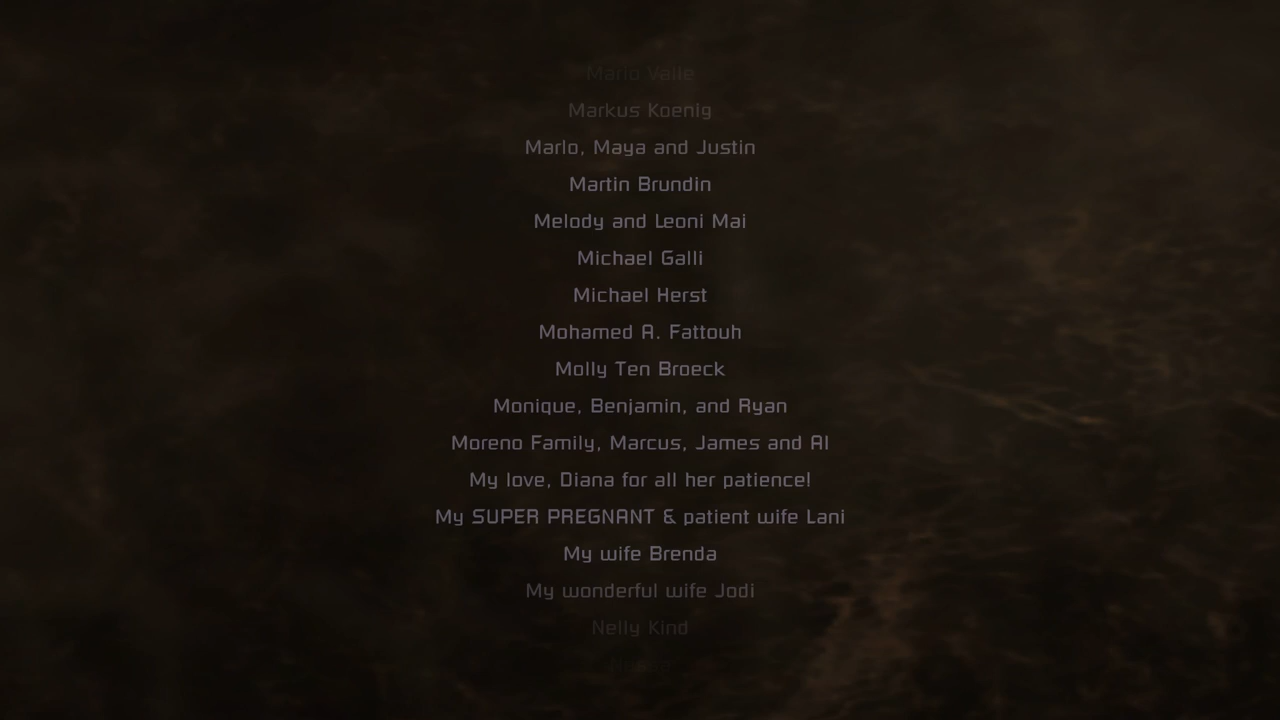 Mario Valle
Markus Koenig
Marlo, Maya and Justin
Martin Brundin
Melody and Leoni Mai
Michael Galli
Michael Herst
Mohamed A. Fattouh
Molly Ten Broeck
Monique, Benjamin, and Ryan
Moreno Family, Marcus, James and Al
My love, Diana for all her patience!
My SUPER PREGNANT & patient wife Lani
My wife Brenda
My wonderful wife Jodi
Nelly Kind